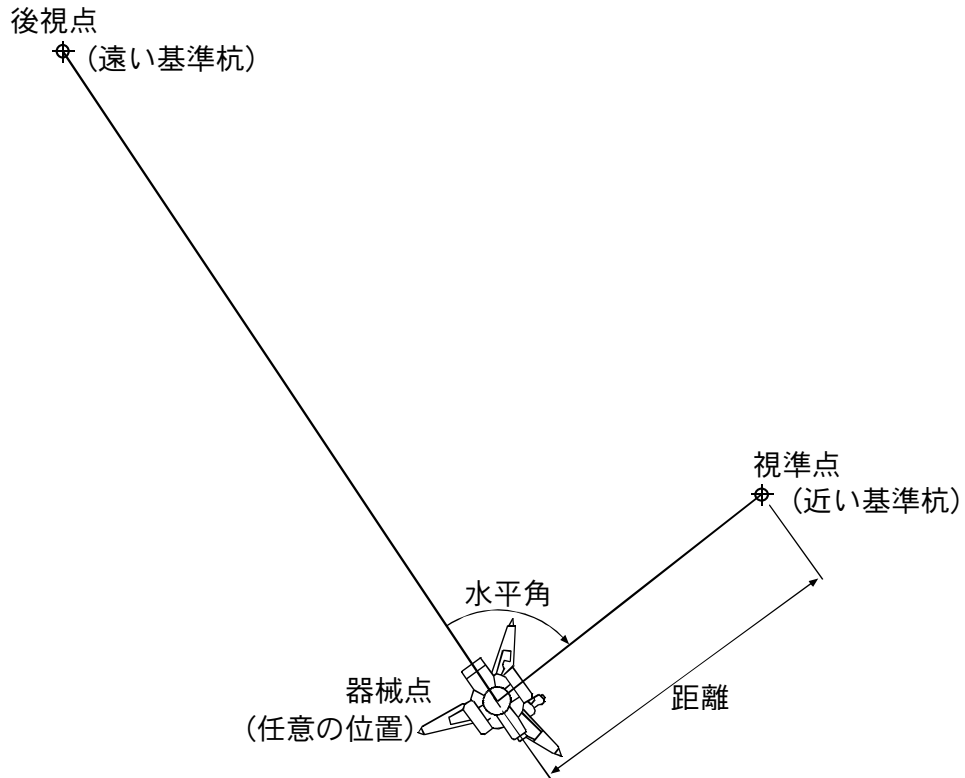 後視点
（遠い基準杭）
視準点
（近い基準杭）
水平角
器械点
（任意の位置）
距離